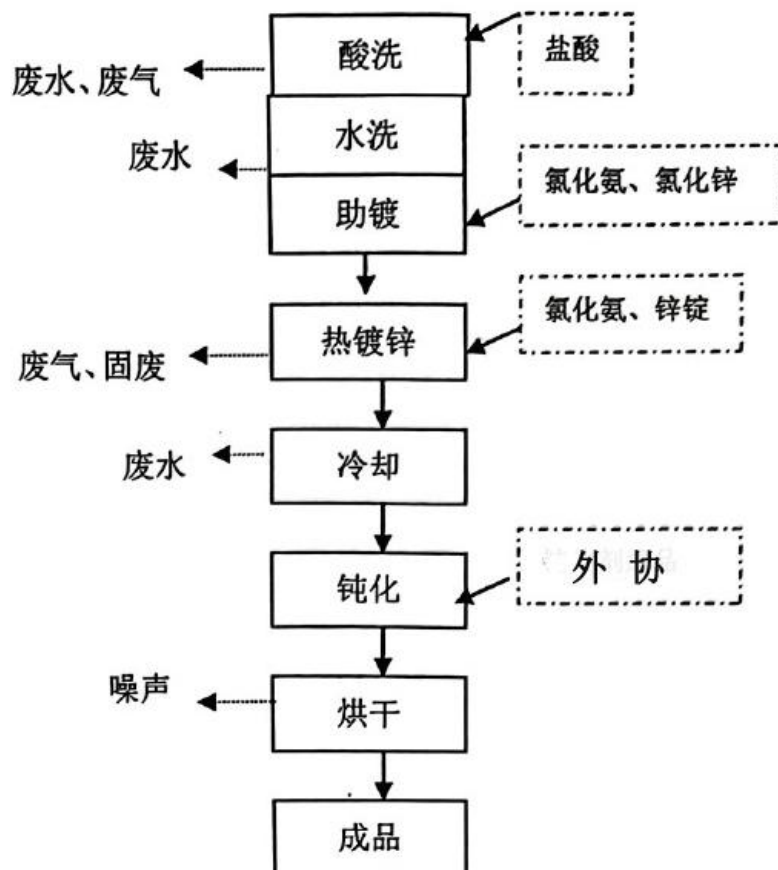 酸洗
盐酸
废水、废气
水洗
废水
氯化氨、氯化锌
助镀
氯化氨、锌锭
热镀锌
废气、固废
冷却
废水
外 协
钝化
噪声
烘干
成品